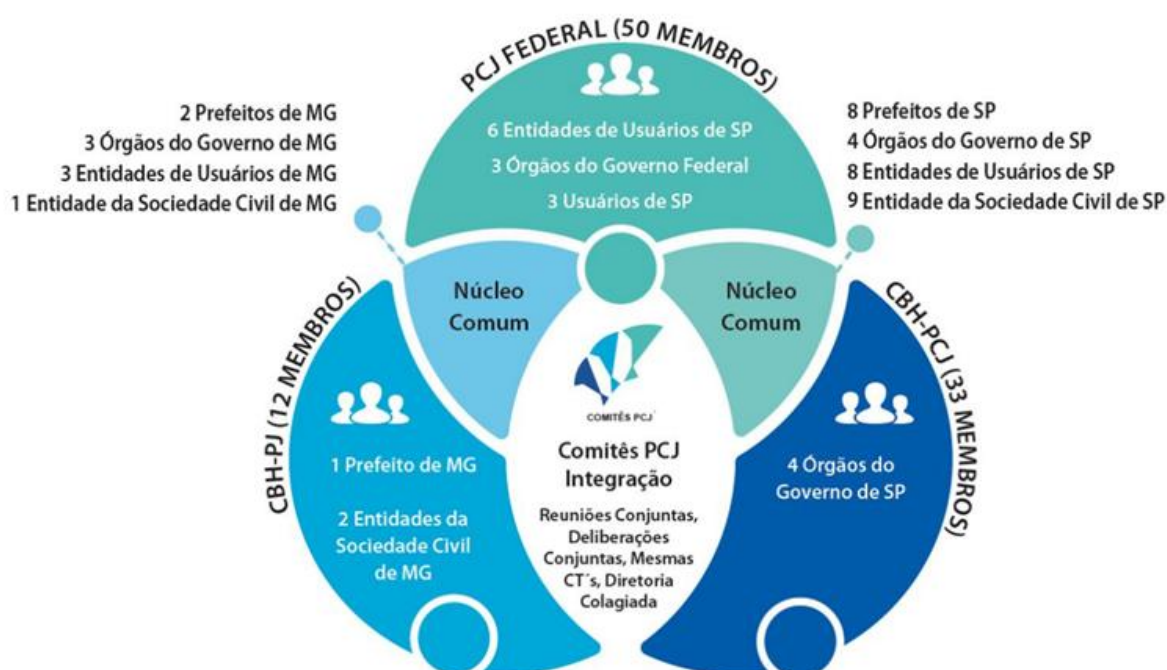 PCJ FEDERAL (50 MEMBROS)
6 Entidades de Usuários de SP
3 Órgãos do Governo Federal
3 Usuários de SP
2 Prefeitos de MG
3 Órgãos do Governo de MG
3 Entidades de Usuários de MG
1 Entidade da Sociedade Civil de MG
8 Prefeitos de SP
4 Órgãos do Governo de SP
8 Entidades de Usuários de SP
9 Entidade da Sociedade Civil de SP
Núcleo
Comum
Núcleo
Comum
CBH-PJ (12 MEMBROS)
1 Prefeito de MG
2 Entidades da
Sociedade Civil
de MG
COMITÊS PCJ
Comitês PCJ
Integração
Reuniões Conjuntas,
Deliberações
Conjuntas, Mesmas
CT´s, Diretoria
Colagiada
CBH-PCJ (33 MEMBROS)
4 Órgãos do
Governo de SP